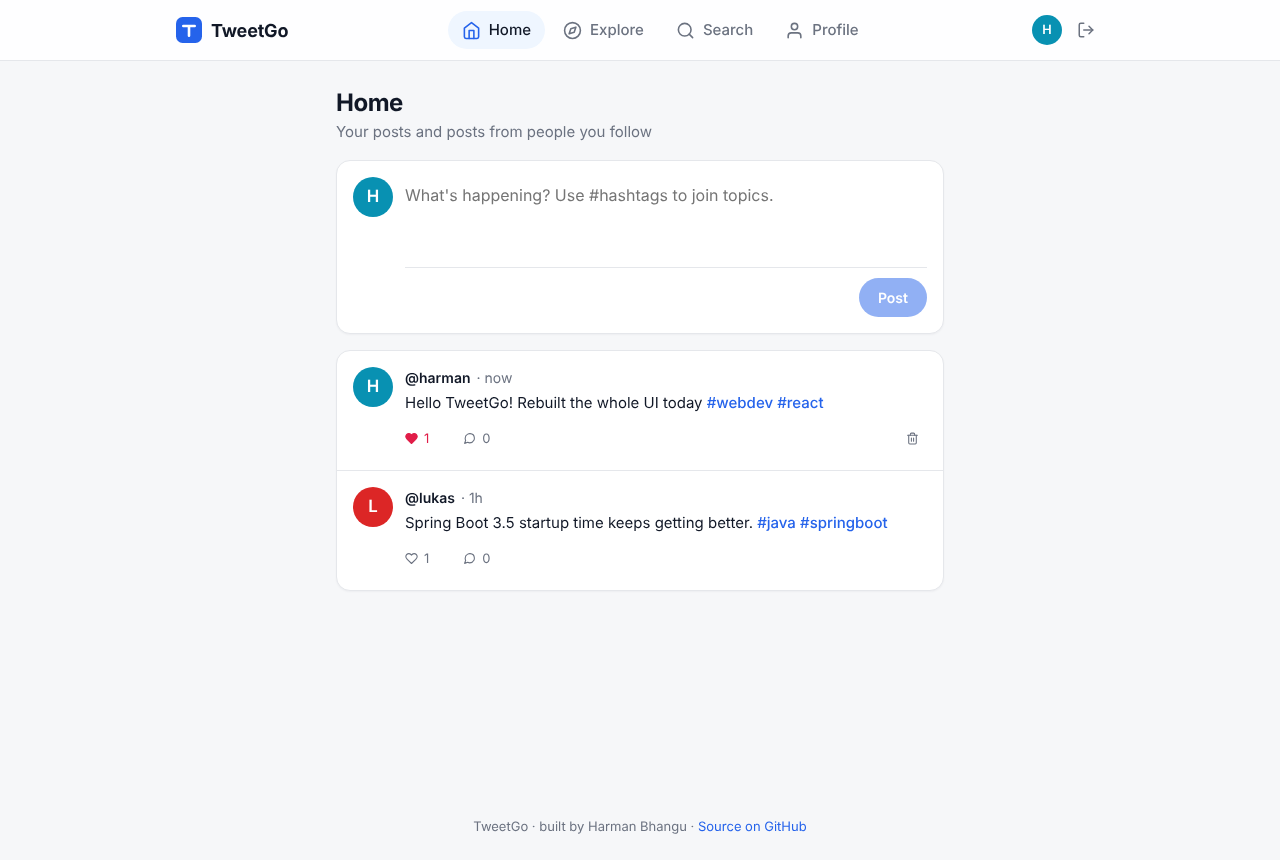 TweetGo
Home Explore Search Profile
H
Home
Your posts and posts from people you follow
H
What's happening? Use #hashtags to join topics.
Post
H
@harman · now
Hello TweetGo! Rebuilt the whole UI today #webdev #react
1 0
L
@lukas · 1h
Spring Boot 3.5 startup time keeps getting better. #java #springboot
1 0
TweetGo · built by Harman Bhangu · Source on GitHub